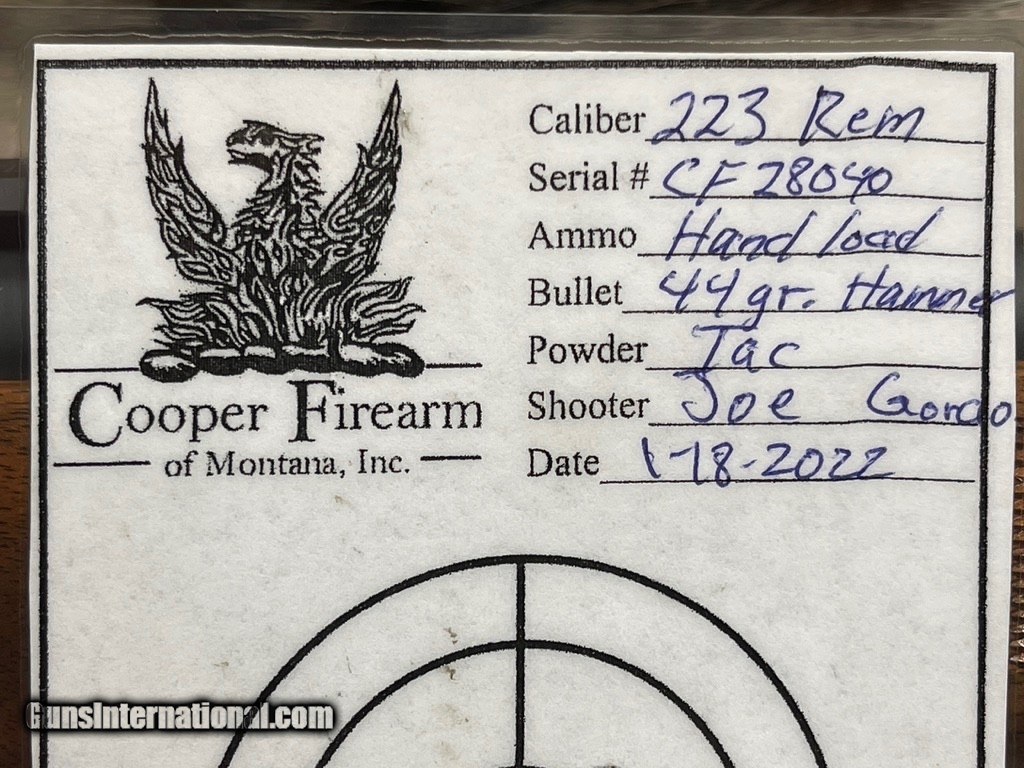 Caliber 223 Rem
Serial # CF28040
Ammo Hand load
Bullet 44gr. Hammer
Powder Tac
Shooter Joe
Date 1-18-2022
Cooper Firearm
of Montana, Inc.
GunsInternational.com